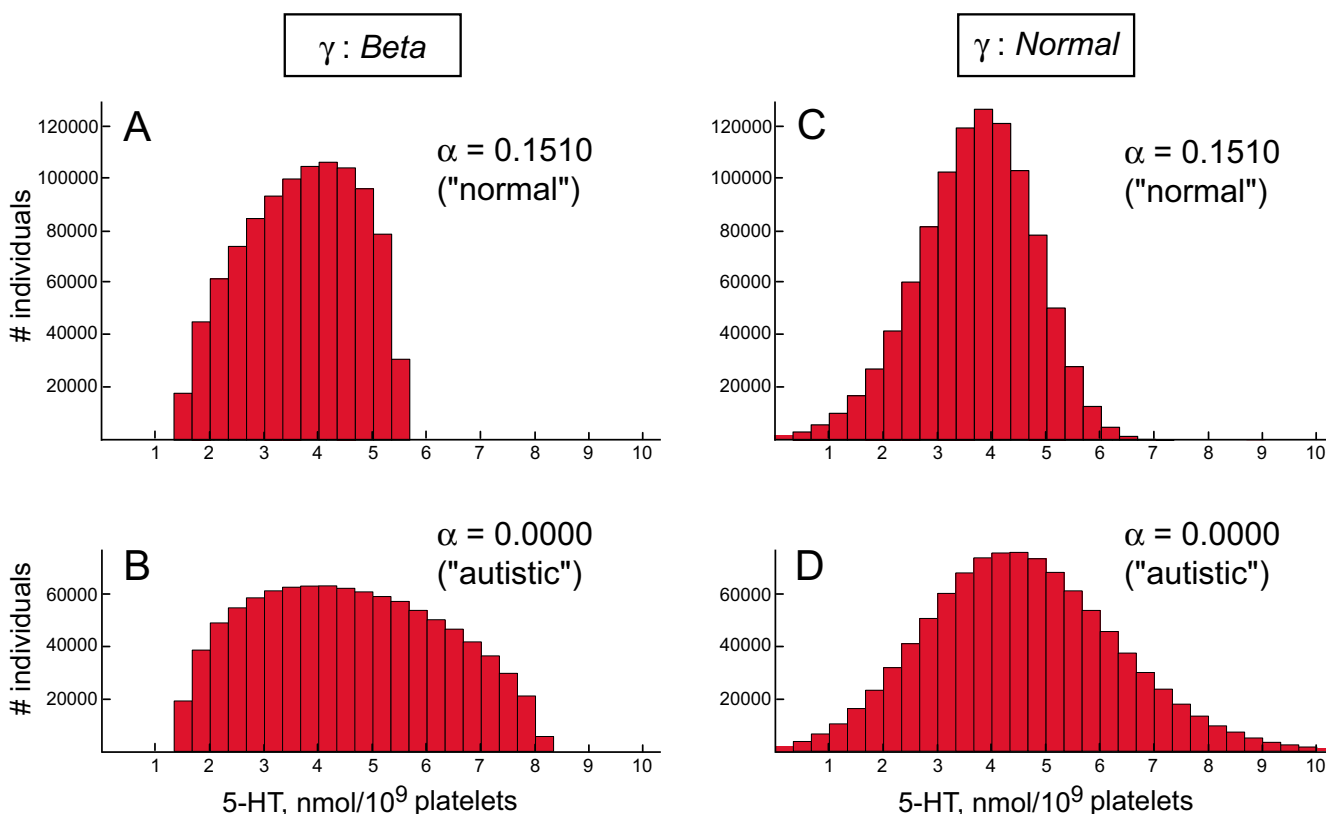 γ : Beta
γ : Normal
A
α = 0.1510
("normal")
# individuals
120000
100000
80000
60000
40000
20000
1 2 3 4 5 6 7 8 9 10
C
α = 0.1510
("normal")
120000
100000
80000
60000
40000
20000
1 2 3 4 5 6 7 8 9 10
B
α = 0.0000
("autistic")
# individuals
60000
40000
20000
1 2 3 4 5 6 7 8 9 10
5-HT, nmol/10⁹ platelets
D
α = 0.0000
("autistic")
60000
40000
20000
1 2 3 4 5 6 7 8 9 10
5-HT, nmol/10⁹ platelets